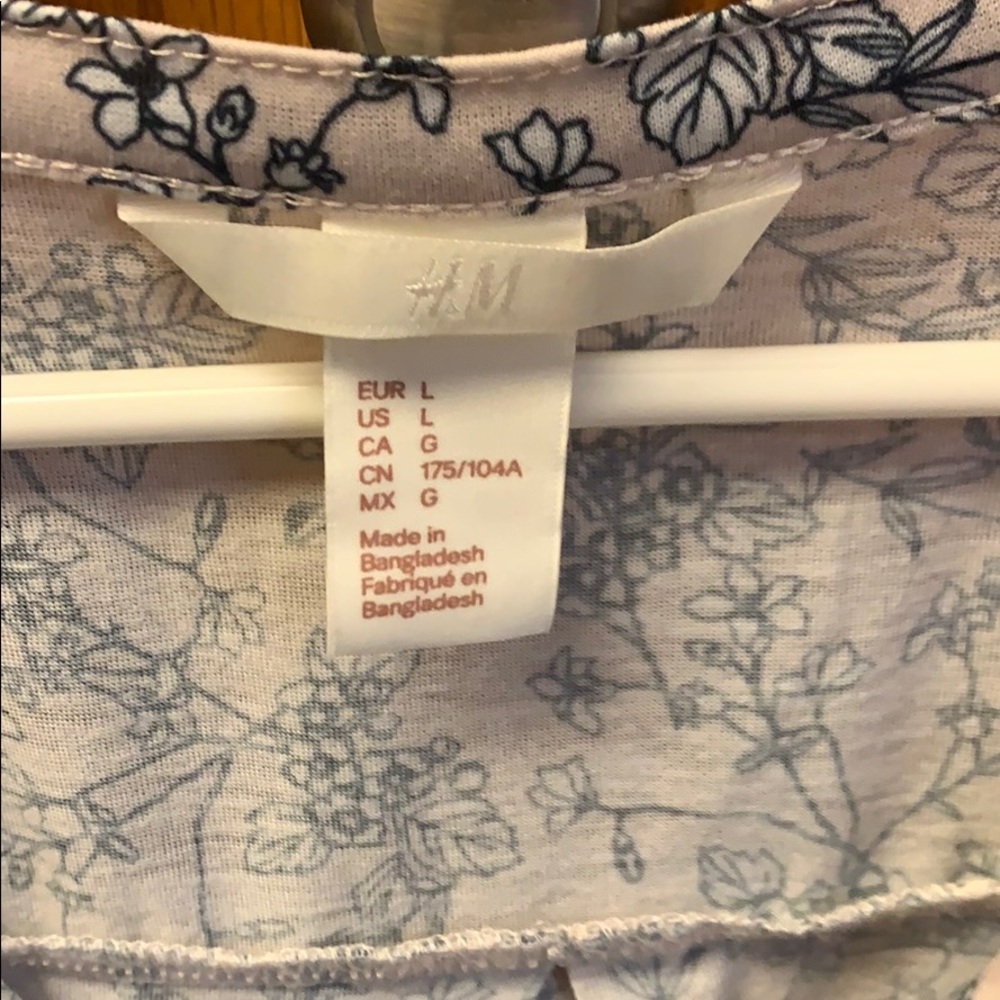 H&M
EUR L
US L
CA G
CN 175/104A
MX G
Made in
Bangladesh
Fabriqué en
Bangladesh